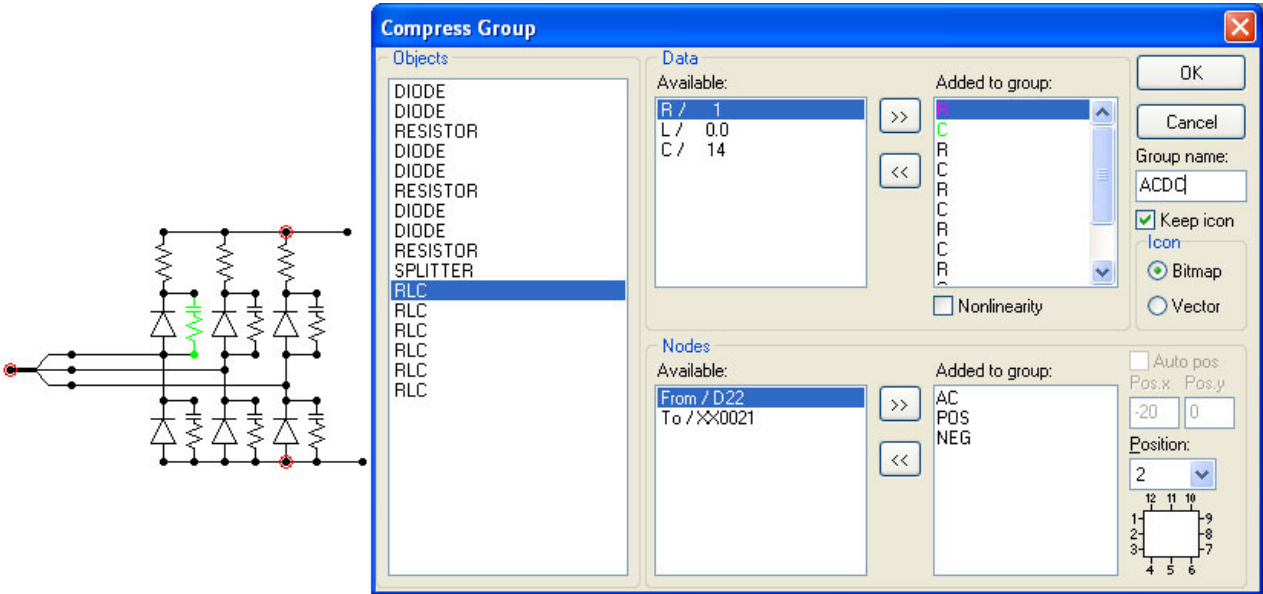 Compress Group
Objects
DIODE
DIODE
RESISTOR
DIODE
DIODE
RESISTOR
DIODE
DIODE
RESISTOR
SPLITTER
RLC
RLC
RLC
RLC
RLC
RLC
Data
Available:
R / 1
L / 0.0
C / 14
>>
<<
Added to group:
R
C
R
C
R
C
R
C
R
Nonlinearity
OK
Cancel
Group name:
ACDC
Keep icon
Icon
Bitmap
Vector
Nodes
Available:
From / D22
To / XX0021
>>
<<
Added to group:
AC
POS
NEG
Auto pos
Pos.x Pos.y
-20 0
Position:
2
12 11 10
1 9
2 8
3 7
4 5 6